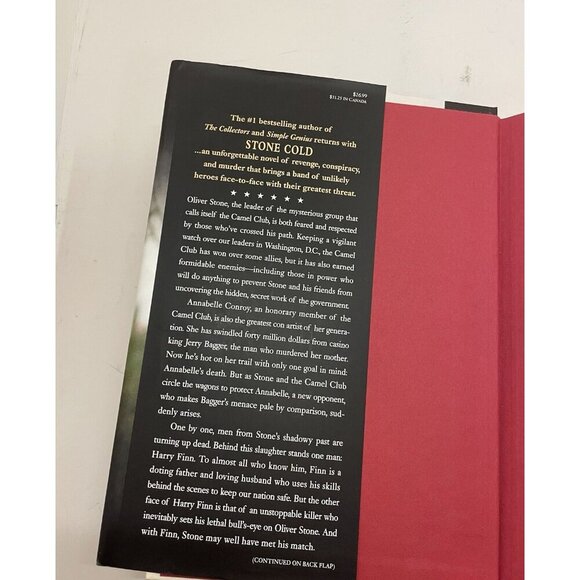 $26.99
$31.25 IN CANADA
The #1 bestselling author of
The Collectors and Simple Genius returns with
STONE COLD
...an unforgettable novel of revenge, conspiracy,
and murder that brings a band of unlikely
heroes face-to-face with their greatest threat.
★ ★ ★ ★ ★ ★
Oliver Stone, the leader of the mysterious group that
calls itself the Camel Club, is both feared and respected
by those who've crossed his path. Keeping a vigilant
watch over our leaders in Washington, D.C., the Camel
Club has won over some allies, but it has also earned
formidable enemies—including those in power who
will do anything to prevent Stone and his friends from
uncovering the hidden, secret work of the government.
Annabelle Conroy, an honorary member of the
Camel Club, is also the greatest con artist of her genera-
tion. She has swindled forty million dollars from casino
king Jerry Bagger, the man who murdered her mother.
Now he's hot on her trail with only one goal in mind:
Annabelle's death. But as Stone and the Camel Club
circle the wagons to protect Annabelle, a new opponent,
who makes Bagger's menace pale by comparison, sud-
denly arises.
One by one, men from Stone's shadowy past are
turning up dead. Behind this slaughter stands one man:
Harry Finn. To almost all who know him, Finn is a
doting father and loving husband who uses his skills
behind the scenes to keep our nation safe. But the other
face of Harry Finn is that of an unstoppable killer who
inevitably sets his lethal bull's-eye on Oliver Stone. And
with Finn, Stone may well have met his match.
(CONTINUED ON BACK FLAP)